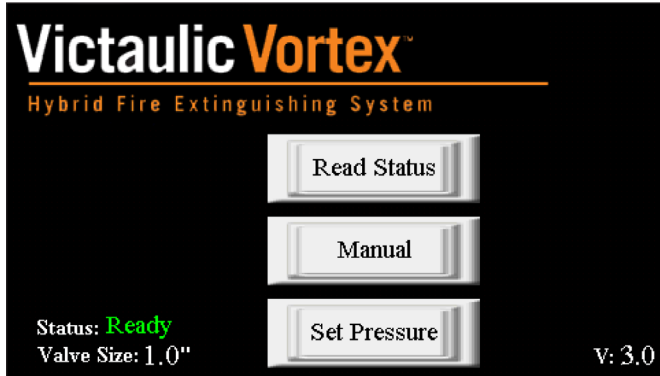 Victaulic Vortex™
Hybrid Fire Extinguishing System
Read Status
Manual
Set Pressure
Status: Ready
Valve Size: 1.0"
V: 3.0